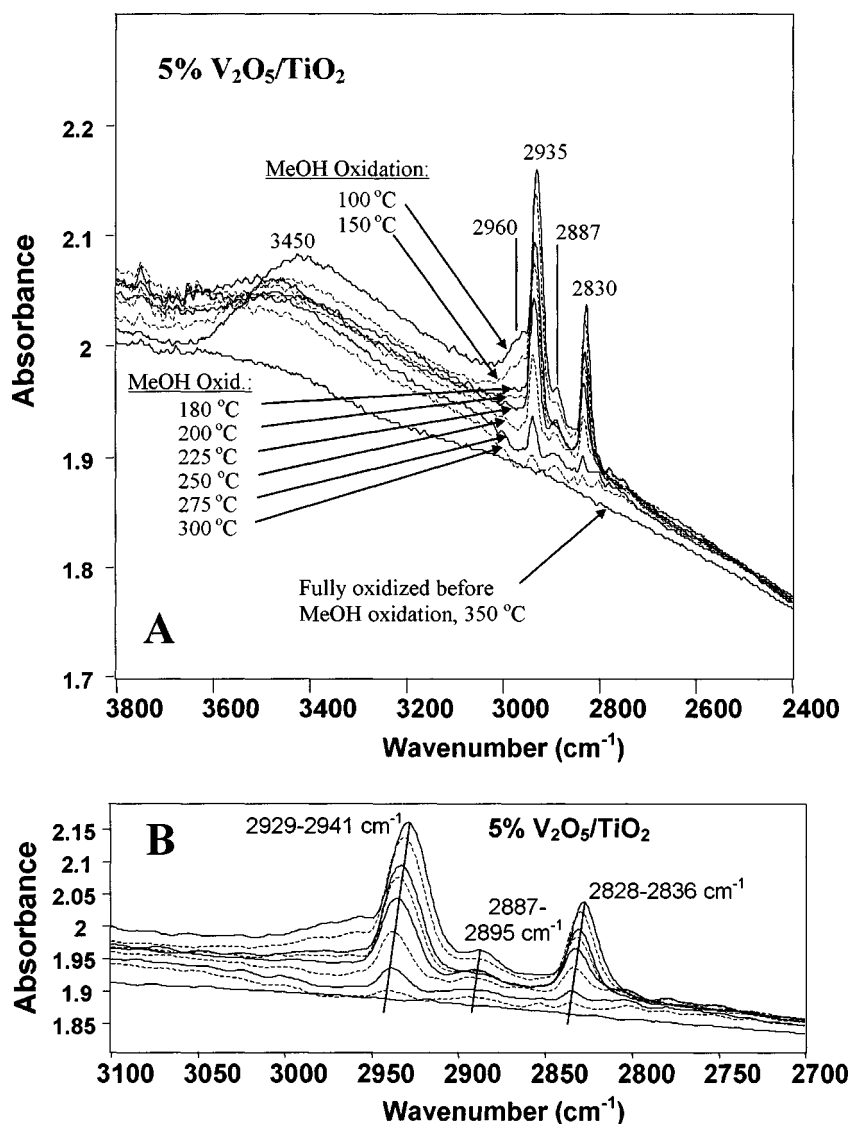 5% V₂O₅/TiO₂
2.2
2.1
2
1.9
1.8
1.7
Absorbance
MeOH Oxidation:
100 °C
150 °C
3450
2960
2935
2887
2830
MeOH Oxid.:
180 °C
200 °C
225 °C
250 °C
275 °C
300 °C
Fully oxidized before
MeOH oxidation, 350 °C
A
3800 3600 3400 3200 3000 2800 2600 2400
Wavenumber (cm⁻¹)
B
2929-2941 cm⁻¹
5% V₂O₅/TiO₂
2887-
2895 cm⁻¹
2828-2836 cm⁻¹
2.15
2.1
2.05
2
1.95
1.9
1.85
Absorbance
3100 3050 3000 2950 2900 2850 2800 2750 2700
Wavenumber (cm⁻¹)